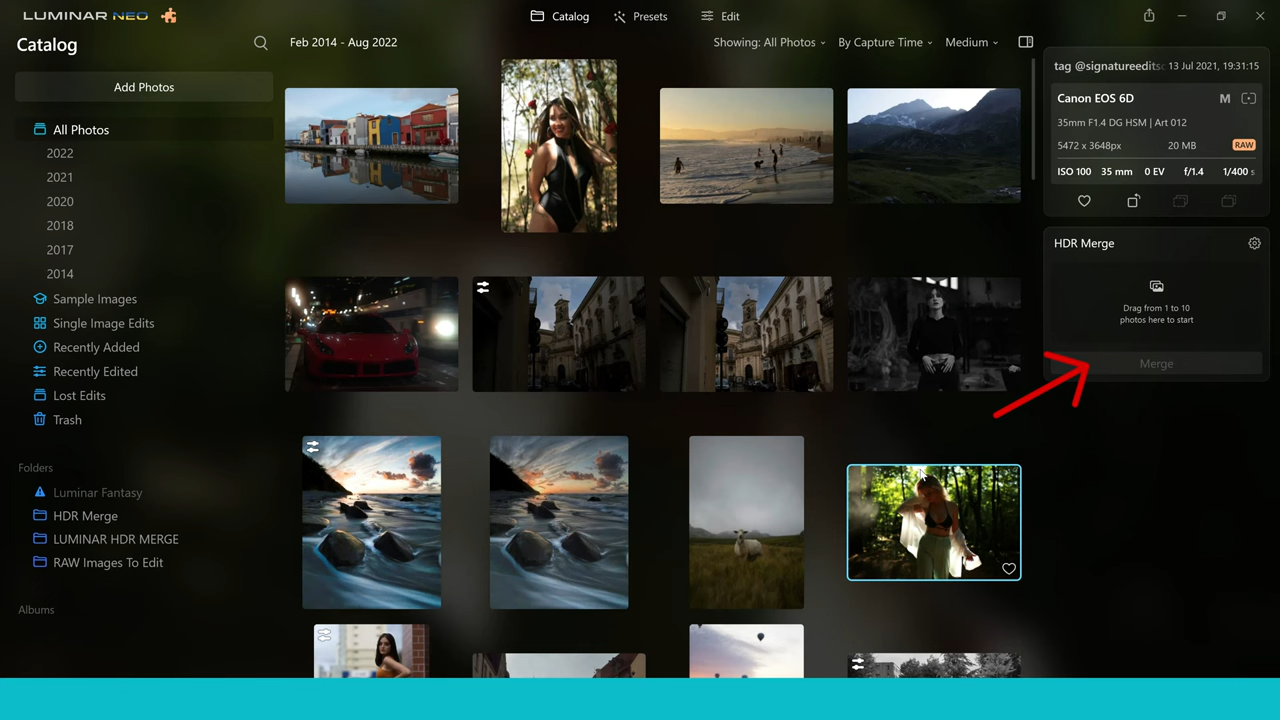 LUMINAR NEO
Catalog
Presets
Edit
Catalog
Feb 2014 - Aug 2022
Showing: All Photos
By Capture Time
Medium
Add Photos
All Photos
2022
2021
2020
2018
2017
2014
Sample Images
Single Image Edits
Recently Added
Recently Edited
Lost Edits
Trash
Folders
Luminar Fantasy
HDR Merge
LUMINAR HDR MERGE
RAW Images To Edit
Albums
tag @signatureedits 13 Jul 2021, 19:31:15
Canon EOS 6D M
35mm F1.4 DG HSM | Art 012
5472 x 3648px 20 MB RAW
ISO 100 35 mm 0 EV f/1.4 1/400 s
HDR Merge
Drag from 1 to 10
photos here to start
Merge